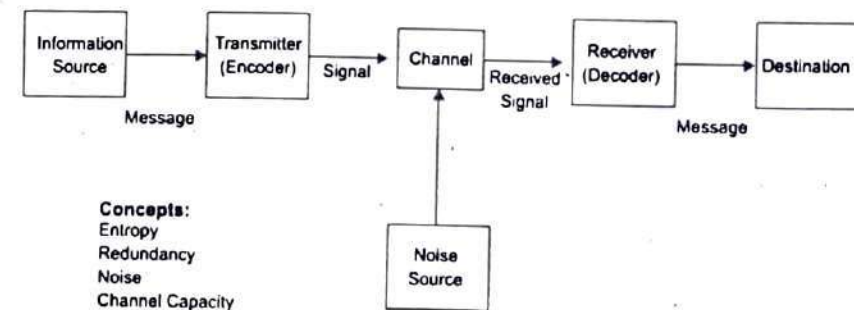 Information
Source
Transmitter
(Encoder)
Signal
Channel
Received
Signal
Receiver
(Decoder)
Destination
Message
Message
Concepts:
Entropy
Redundancy
Noise
Channel Capacity
Noise
Source